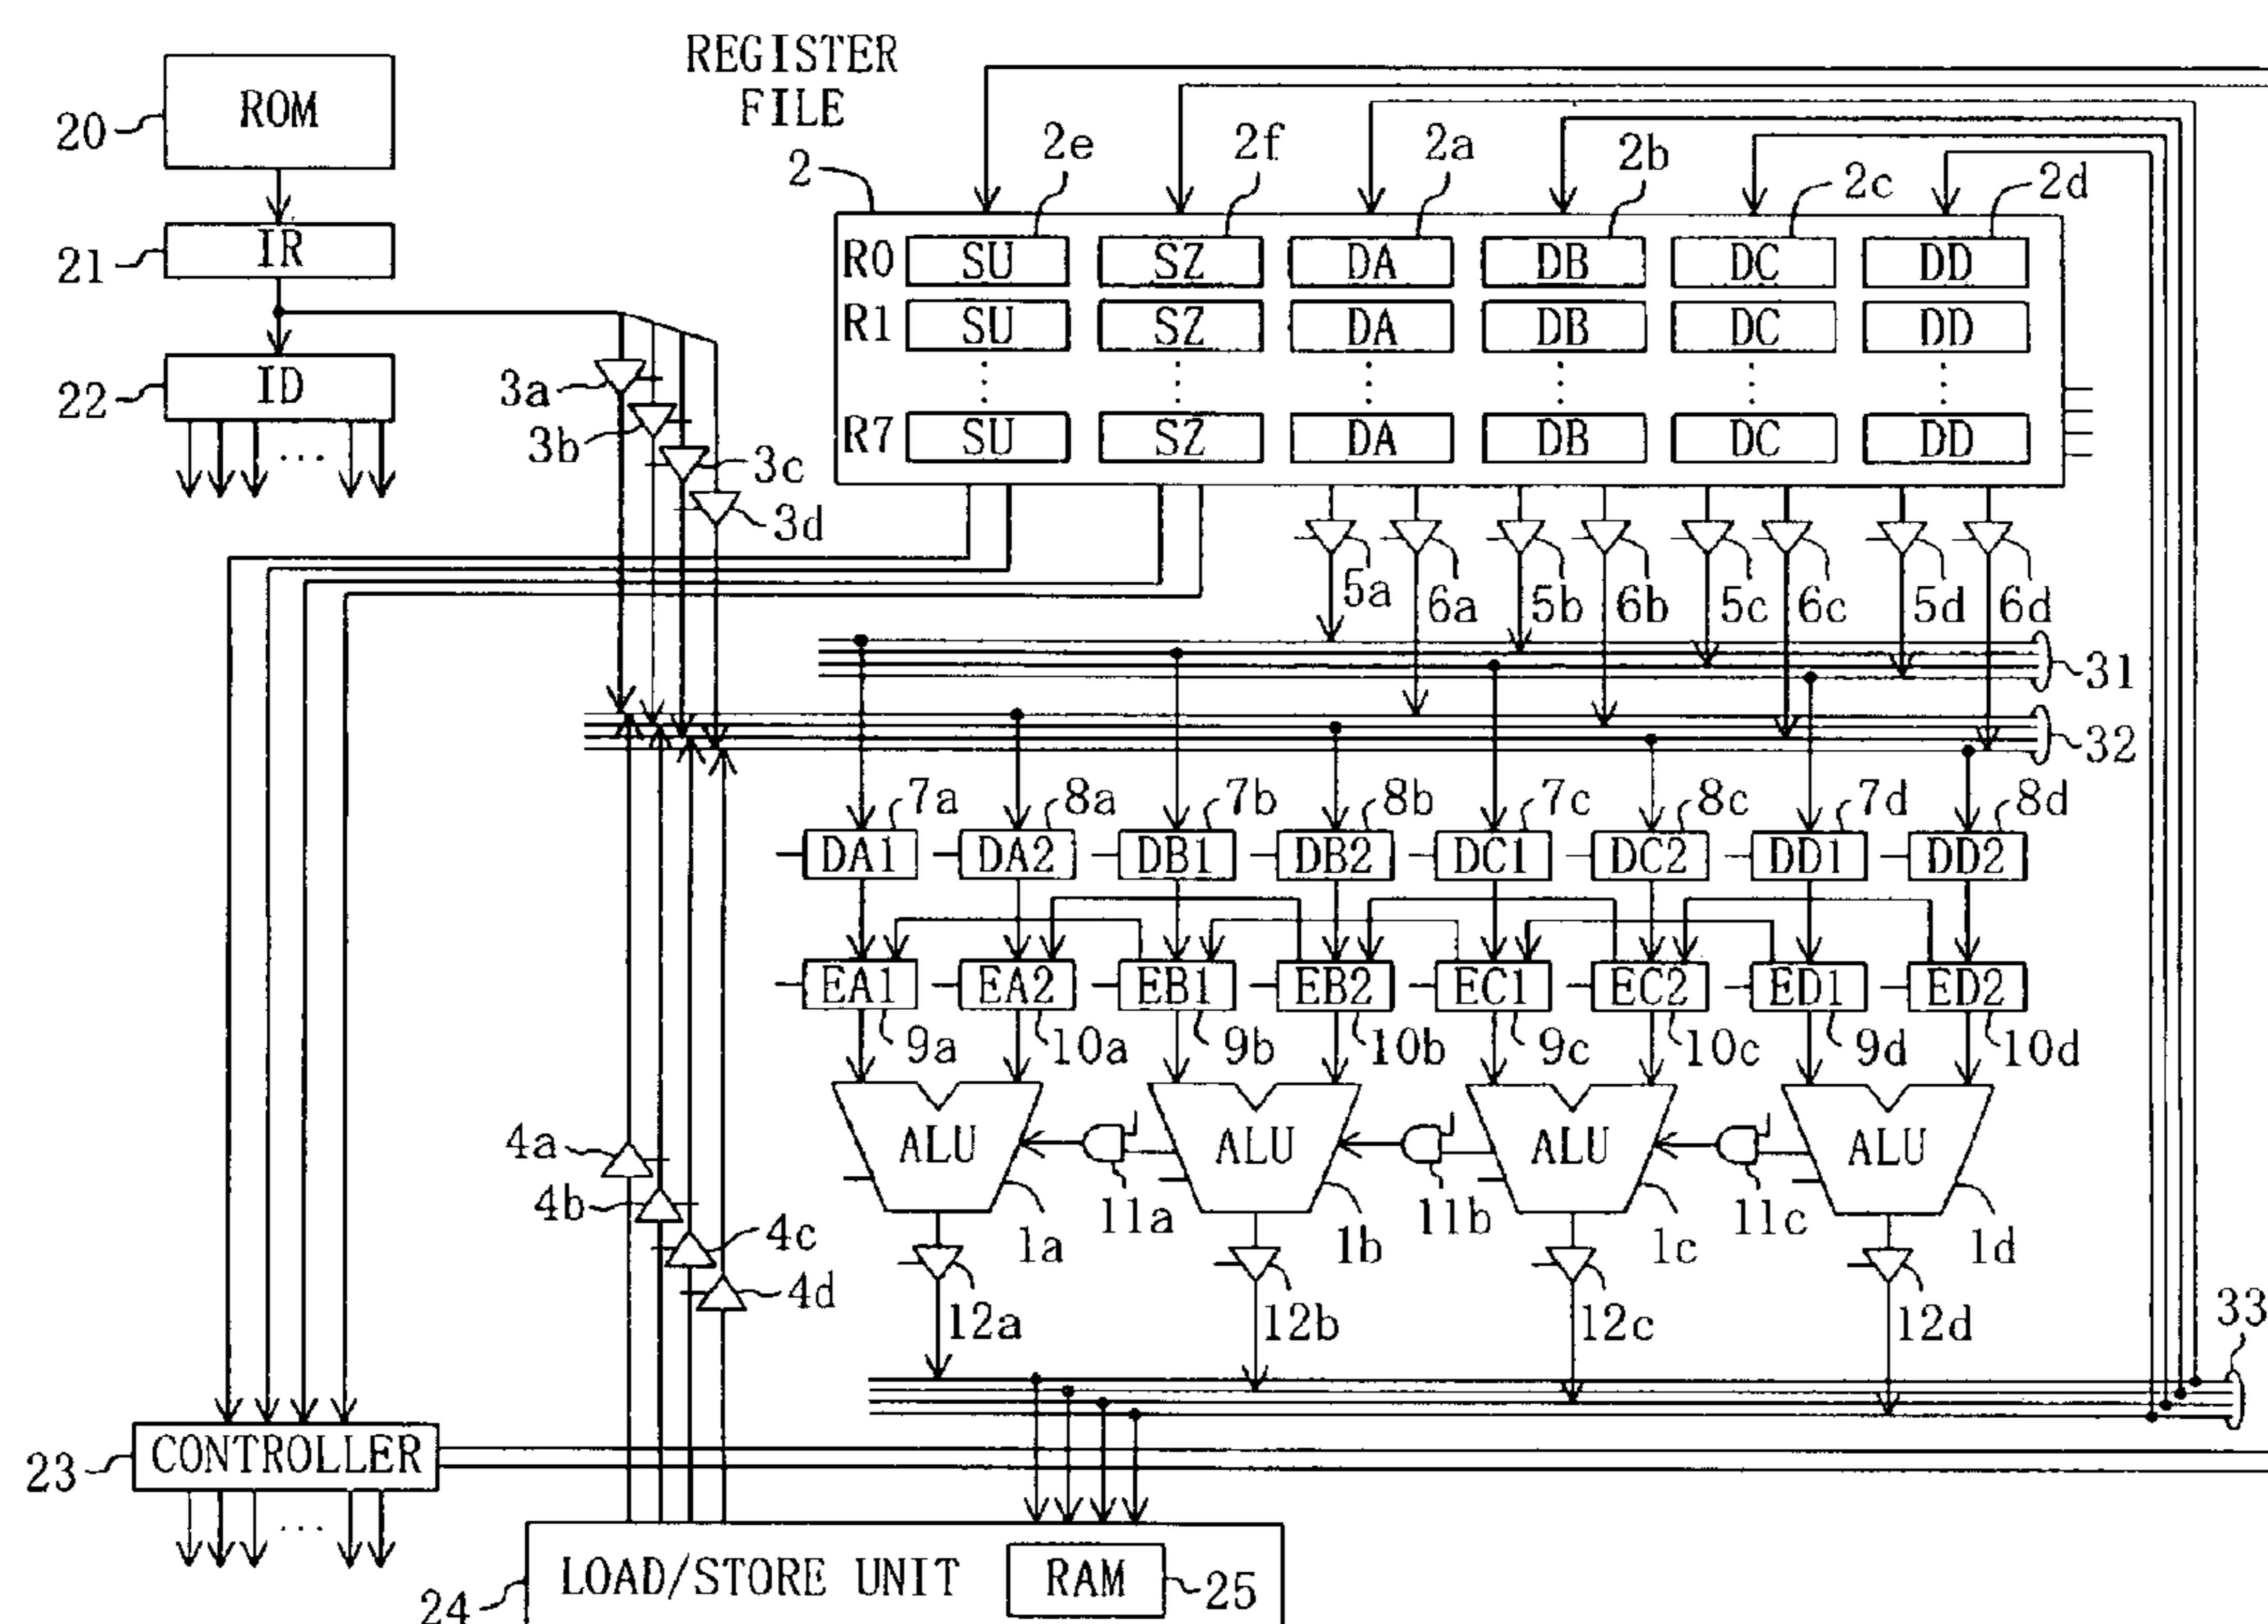 REGISTER
FILE
20 ROM
21 IR
22 ID
2 2e 2f 2a 2b 2c 2d
R0 SU SZ DA DB DC DD
R1 SU SZ DA DB DC DD
R7 SU SZ DA DB DC DD
3a
3b 3c
3d
5a 6a 5b 6b 5c 6c 5d 6d
31
32
7a 8a 7b 8b 7c 8c 7d 8d
DA1 DA2 DB1 DB2 DC1 DC2 DD1 DD2
EA1 EA2 EB1 EB2 EC1 EC2 ED1 ED2
9a 10a 9b 10b 9c 10c 9d 10d
ALU ALU ALU ALU
4a
4b 4c
4d
11a 11b 11c
1a 1b 1c 1d
12a 12b 12c 12d
33
23 CONTROLLER
24 LOAD/STORE UNIT RAM 25